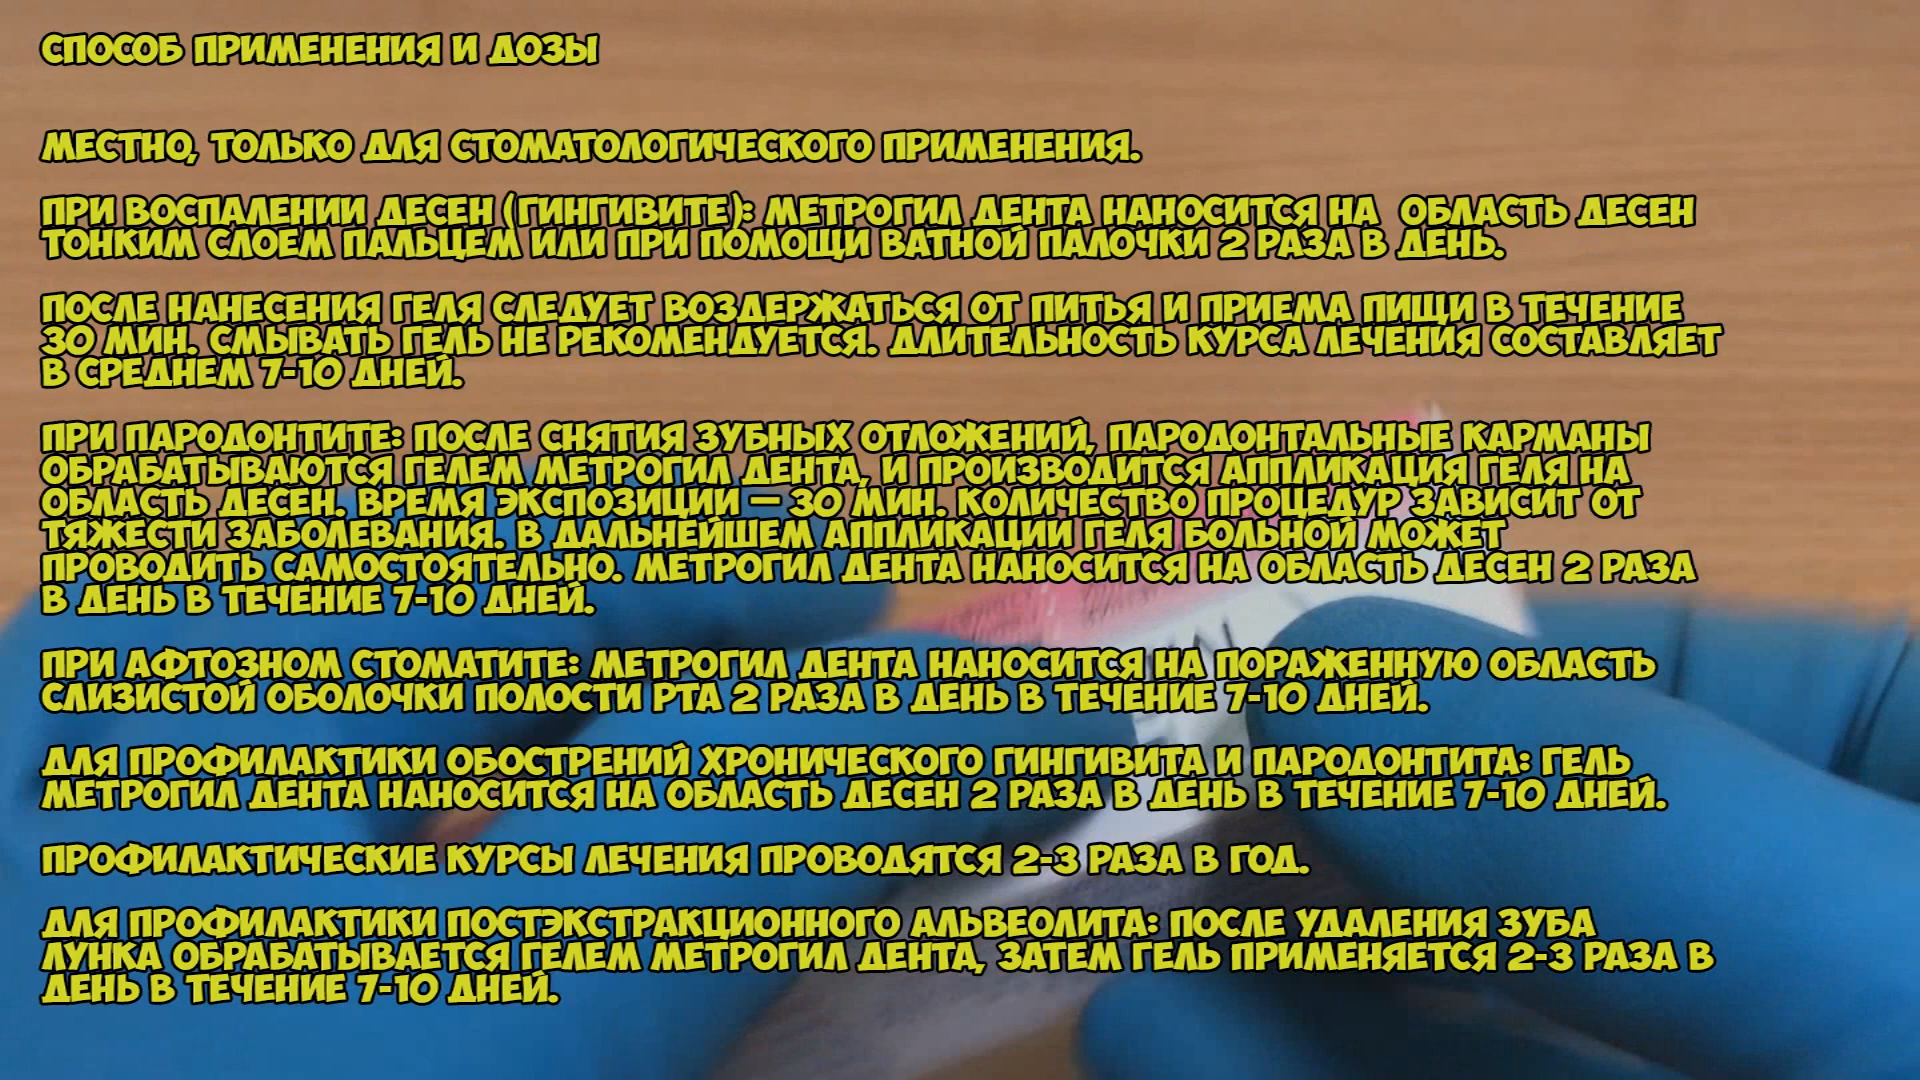 СПОСОБ ПРИМЕНЕНИЯ И ДОЗЫ
МЕСТНО, ТОЛЬКО ДЛЯ СТОМАТОЛОГИЧЕСКОГО ПРИМЕНЕНИЯ.
ПРИ ВОСПАЛЕНИИ ДЕСЕН (ГИНГИВИТЕ): МЕТРОГИЛ ДЕНТА НАНОСИТСЯ НА ОБЛАСТЬ ДЕСЕН
ТОНКИМ СЛОЕМ ПАЛЬЦЕМ ИЛИ ПРИ ПОМОЩИ ВАТНОЙ ПАЛОЧКИ 2 РАЗА В ДЕНЬ.
ПОСЛЕ НАНЕСЕНИЯ ГЕЛЯ СЛЕДУЕТ ВОЗДЕРЖАТЬСЯ ОТ ПИТЬЯ И ПРИЕМА ПИЩИ В ТЕЧЕНИЕ
30 МИН. СМЫВАТЬ ГЕЛЬ НЕ РЕКОМЕНДУЕТСЯ. ДЛИТЕЛЬНОСТЬ КУРСА ЛЕЧЕНИЯ СОСТАВЛЯЕТ
В СРЕДНЕМ 7-10 ДНЕЙ.
ПРИ ПАРОДОНТИТЕ: ПОСЛЕ СНЯТИЯ ЗУБНЫХ ОТЛОЖЕНИЙ, ПАРОДОНТАЛЬНЫЕ КАРМАНЫ
ОБРАБАТЫВАЮТСЯ ГЕЛЕМ МЕТРОГИЛ ДЕНТА, И ПРОИЗВОДИТСЯ АППЛИКАЦИЯ ГЕЛЯ НА
ОБЛАСТЬ ДЕСЕН. ВРЕМЯ ЭКСПОЗИЦИИ — 30 МИН. КОЛИЧЕСТВО ПРОЦЕДУР ЗАВИСИТ ОТ
ТЯЖЕСТИ ЗАБОЛЕВАНИЯ. В ДАЛЬНЕЙШЕМ АППЛИКАЦИИ ГЕЛЯ БОЛЬНОЙ МОЖЕТ
ПРОВОДИТЬ САМОСТОЯТЕЛЬНО. МЕТРОГИЛ ДЕНТА НАНОСИТСЯ НА ОБЛАСТЬ ДЕСЕН 2 РАЗА
В ДЕНЬ В ТЕЧЕНИЕ 7-10 ДНЕЙ.
ПРИ АФТОЗНОМ СТОМАТИТЕ: МЕТРОГИЛ ДЕНТА НАНОСИТСЯ НА ПОРАЖЕННУЮ ОБЛАСТЬ
СЛИЗИСТОЙ ОБОЛОЧКИ ПОЛОСТИ РТА 2 РАЗА В ДЕНЬ В ТЕЧЕНИЕ 7-10 ДНЕЙ.
ДЛЯ ПРОФИЛАКТИКИ ОБОСТРЕНИЙ ХРОНИЧЕСКОГО ГИНГИВИТА И ПАРОДОНТИТА: ГЕЛЬ
МЕТРОГИЛ ДЕНТА НАНОСИТСЯ НА ОБЛАСТЬ ДЕСЕН 2 РАЗА В ДЕНЬ В ТЕЧЕНИЕ 7-10 ДНЕЙ.
ПРОФИЛАКТИЧЕСКИЕ КУРСЫ ЛЕЧЕНИЯ ПРОВОДЯТСЯ 2-3 РАЗА В ГОД.
ДЛЯ ПРОФИЛАКТИКИ ПОСТЭКСТРАКЦИОННОГО АЛЬВЕОЛИТА: ПОСЛЕ УДАЛЕНИЯ ЗУБА
ЛУНКА ОБРАБАТЫВАЕТСЯ ГЕЛЕМ МЕТРОГИЛ ДЕНТА, ЗАТЕМ ГЕЛЬ ПРИМЕНЯЕТСЯ 2-3 РАЗА В
ДЕНЬ В ТЕЧЕНИЕ 7-10 ДНЕЙ.